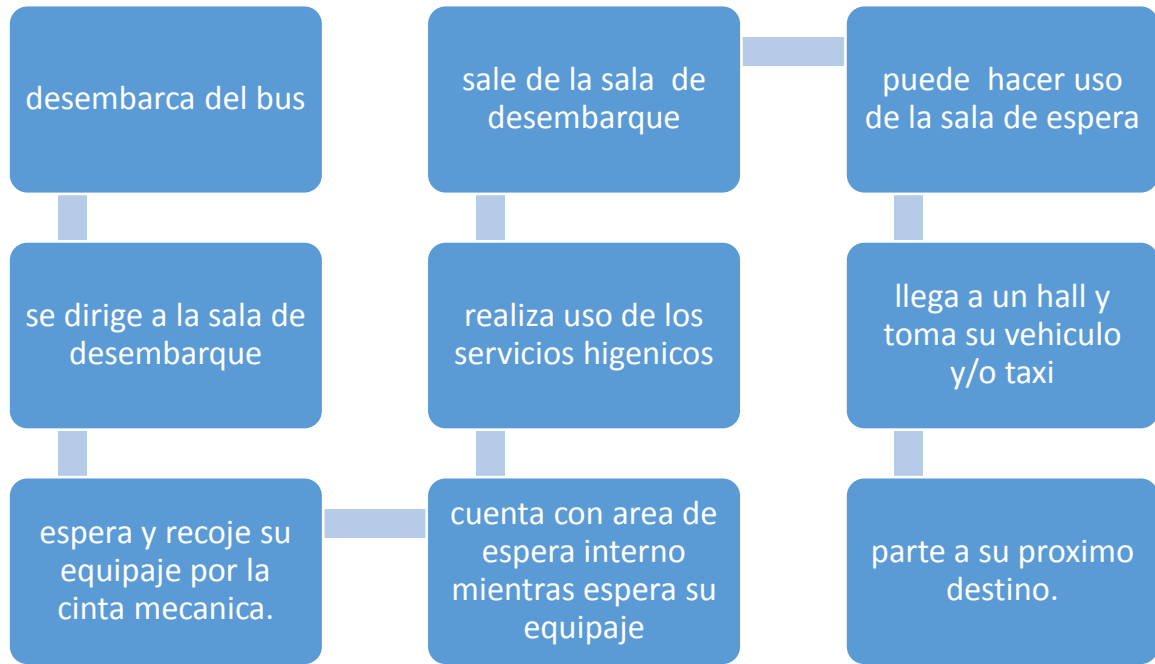 desembarca del bus
se dirige a la sala de
desembarque
espera y recoje su
equipaje por la
cinta mecanica.
cuenta con area de
espera interno
mientras espera su
equipaje
realiza uso de los
servicios higenicos
sale de la sala  de
desembarque
puede  hacer uso
de la sala de espera
llega a un hall y
toma su vehiculo
y/o taxi
parte a su proximo
destino.